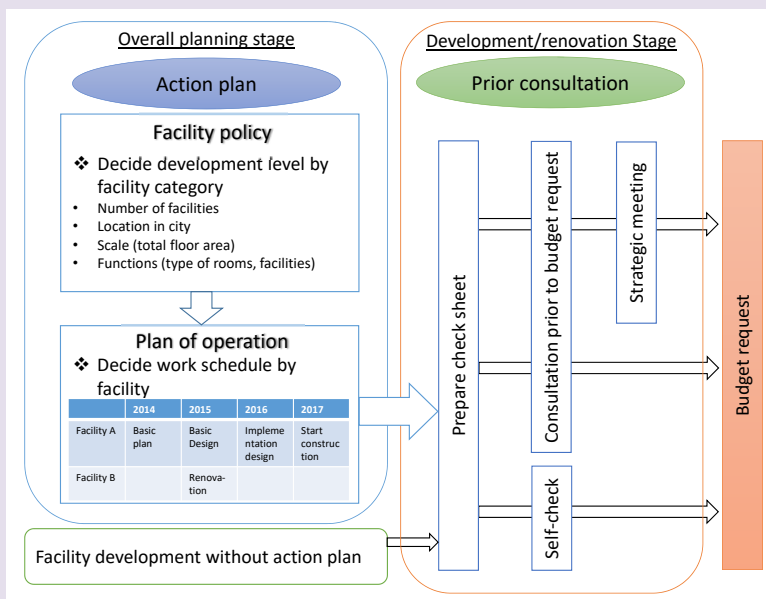 Overall planning stage
Action plan
Facility policy
❖ Decide development level by
facility category
• Number of facilities
• Location in city
• Scale (total floor area)
• Functions (type of rooms, facilities)
Plan of operation
❖ Decide work schedule by
facility
2014 2015 2016 2017
Facility A Basic plan Basic Design Impleme ntation design Start construc tion
Facility B Renova- tion
Facility development without action plan
Development/renovation Stage
Prior consultation
Prepare check sheet
Consultation prior to budget request
Strategic meeting
Self-check
Budget request